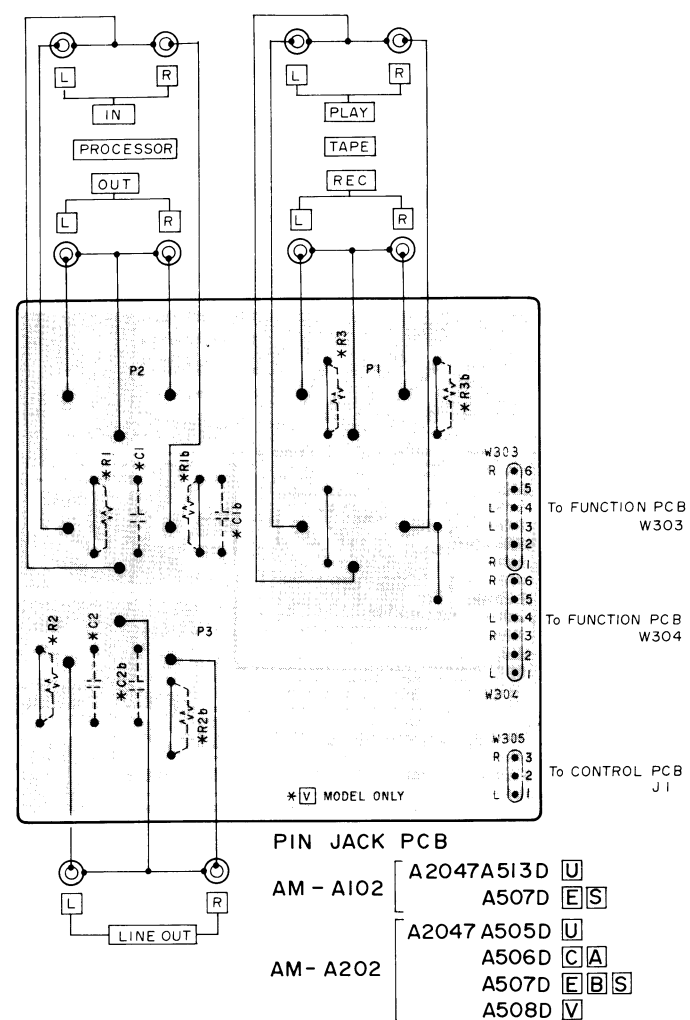 L R L R
IN PLAY
PROCESSOR TAPE
OUT REC
L R L R
*R3
P2 P1
*R3b
W303
R 6
5
L 4 To FUNCTION PCB
L 3 W303
2
R 1
*R1 *C1 *R1b *C1b
R 6
5
L 4 To FUNCTION PCB
R 3 W304
2
L 1
W304
*R2 *C2 P3
*C2b *R2b
W305
R 3
2 To CONTROL PCB
L 1 J1
*V MODEL ONLY
PIN JACK PCB
L R
LINE OUT
AM-A102 A2047A513D U
A507D E S
AM-A202 A2047A505D U
A506D C A
A507D E B S
A508D V